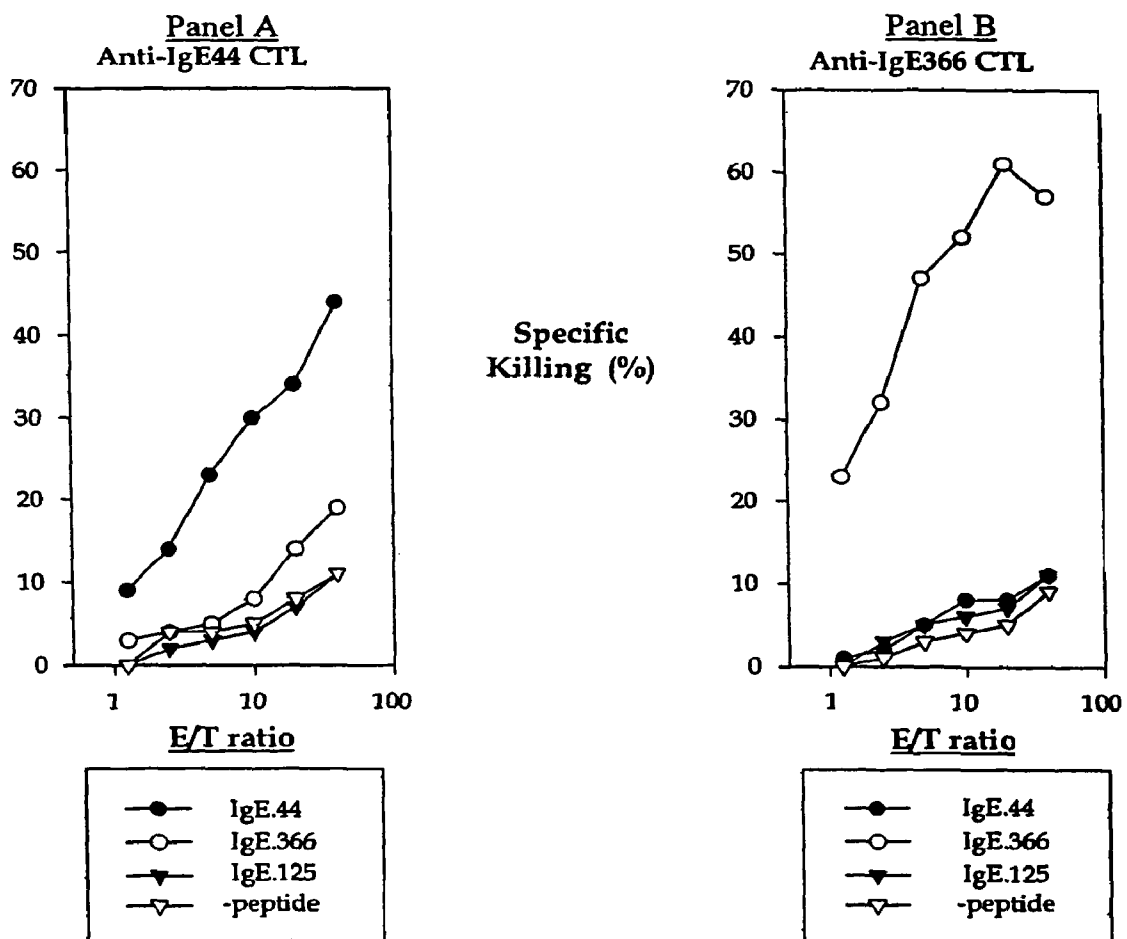 Panel A
Anti-IgE44 CTL
70
60
50
40
30
20
10
0
1
10
100
E/T ratio
IgE.44
IgE.366
IgE.125
-peptide
Specific
Killing (%)
Panel B
Anti-IgE366 CTL
70
60
50
40
30
20
10
0
1
10
100
E/T ratio
IgE.44
IgE.366
IgE.125
-peptide